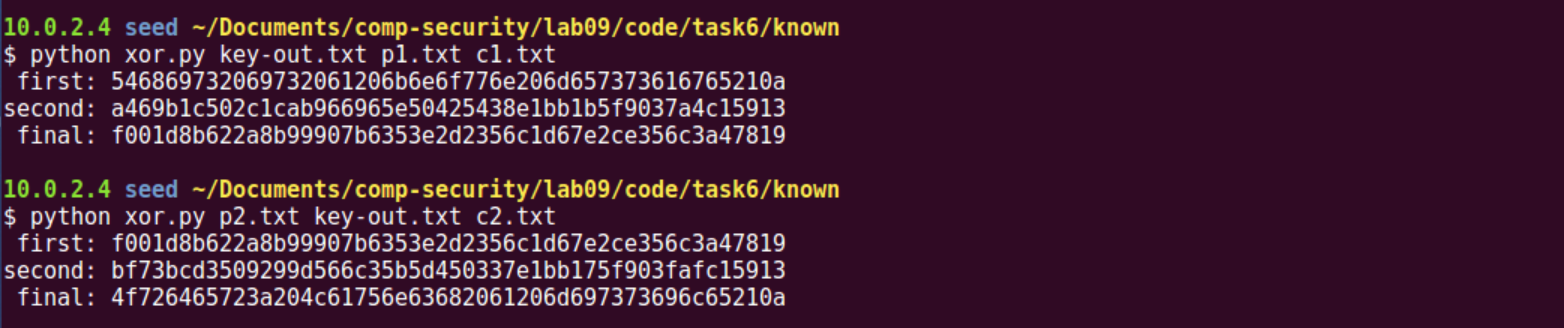 10.0.2.4 seed ~/Documents/comp-security/lab09/code/task6/known
$ python xor.py key-out.txt p1.txt c1.txt
first: 546869732069732061206b6e6f776e206d657373616765210a
second: a469b1c502c1cab966965e50425438e1bb1b5f9037a4c15913
final: f001d8b622a8b99907b6353e2d2356c1d67e2ce356c3a47819
10.0.2.4 seed ~/Documents/comp-security/lab09/code/task6/known
$ python xor.py p2.txt key-out.txt c2.txt
first: f001d8b622a8b99907b6353e2d2356c1d67e2ce356c3a47819
second: bf73bcd3509299d566c35b5d450337e1bb175f903fafc15913
final: 4f726465723a204c61756e63682061206d697373696c65210a